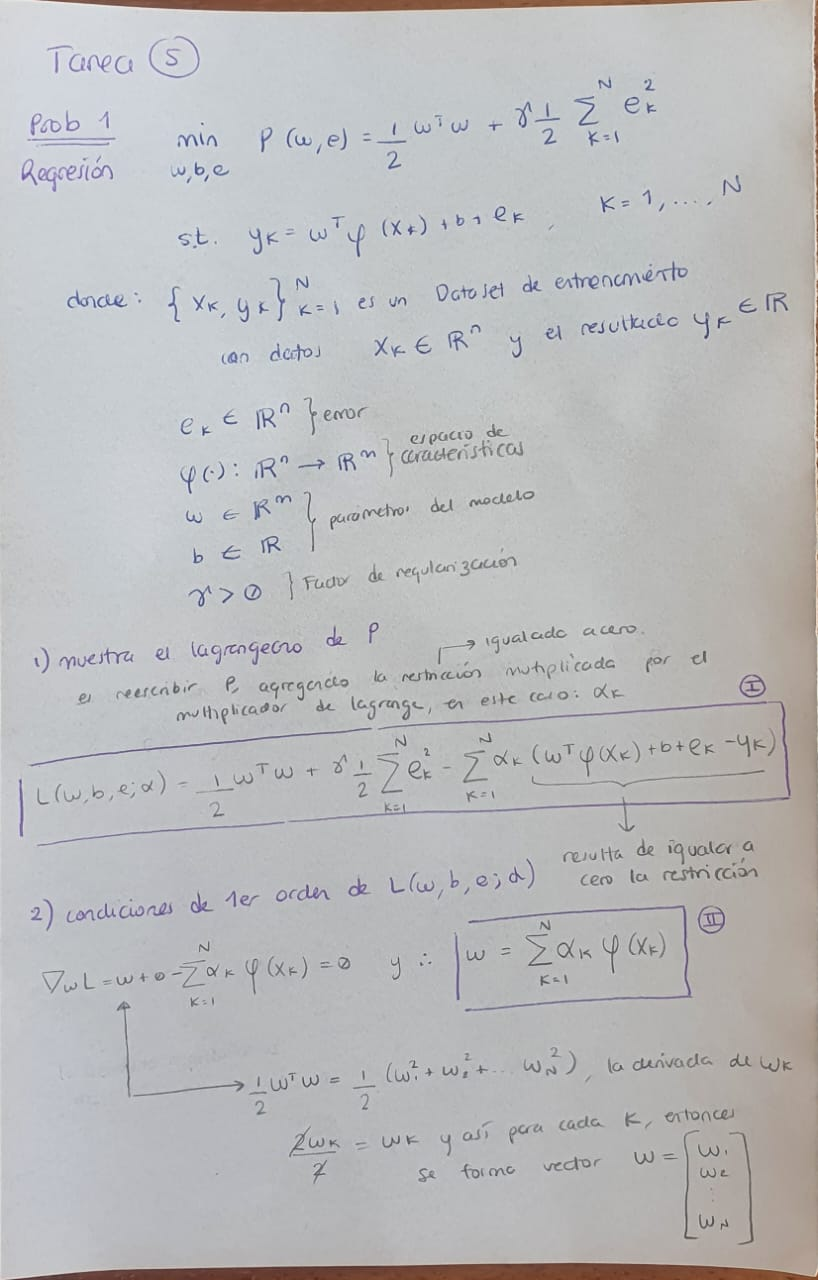 Tarea ⑤
Prob 1
Regresión
min P(w,e) = 1/2 wᵀw + γ 1/2 Σ_{K=1}^{N} e_K²
w,b,e
s.t. y_K = wᵀφ(x_K) + b + e_K , K = 1, ..., N
donde: {x_K, y_K}_{K=1}^{N} es un Dataset de entrenamiento
con datos x_K ∈ ℝⁿ y el resultado y_K ∈ ℝ
e_K ∈ ℝⁿ } error
φ(·): ℝⁿ → ℝᵐ } espacio de características
w ∈ ℝᵐ
b ∈ ℝ } parámetros del modelo
γ > 0 } Factor de regularización
1) muestra el lagrangeano de P
→ igualada a cero.
es reescribir P, agregando la restricción multiplicada por el
multiplicador de lagrange, en este caso: α_K
Ⓘ
L(w,b,e;α) = 1/2 wᵀw + γ 1/2 Σ_{K=1}^{N} e_K² - Σ_{K=1}^{N} α_K (wᵀφ(x_K) + b + e_K - y_K)
resulta de igualar a
cero la restricción
2) condiciones de 1er orden de L(w,b,e;α)
∇_w L = w + 0 - Σ_{K=1}^{N} α_K φ(x_K) = 0 y ∴ w = Σ_{K=1}^{N} α_K φ(x_K) Ⓘⓘ
→ 1/2 wᵀw = 1/2 (w₁² + w₂² + ... w_N²), la derivada de w_K
2w_K/2 = w_K y así para cada K, entonces
se forma vector w = [w₁ w₂ ... w_N]